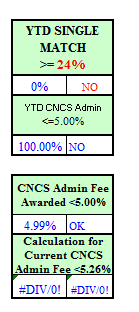 YTD SINGLE
MATCH
>= 24%
0% NO
YTD CNCS Admin
<=5.00%
100.00% NO
CNCS Admin Fee
Awarded <5.00%
4.99% OK
Calculation for
Current CNCS
Admin Fee <5.26%
#DIV/0! #DIV/0!